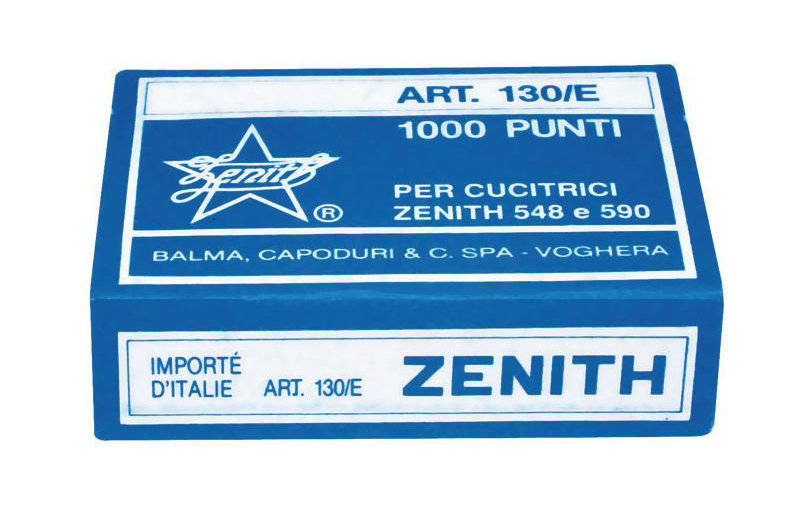 ART. 130/E
1000 PUNTI
Zenith
®
PER CUCITRICI
ZENITH 548 e 590
BALMA, CAPODURI & C. SPA - VOGHERA
IMPORTÉ
D'ITALIE ART. 130/E
ZENITH